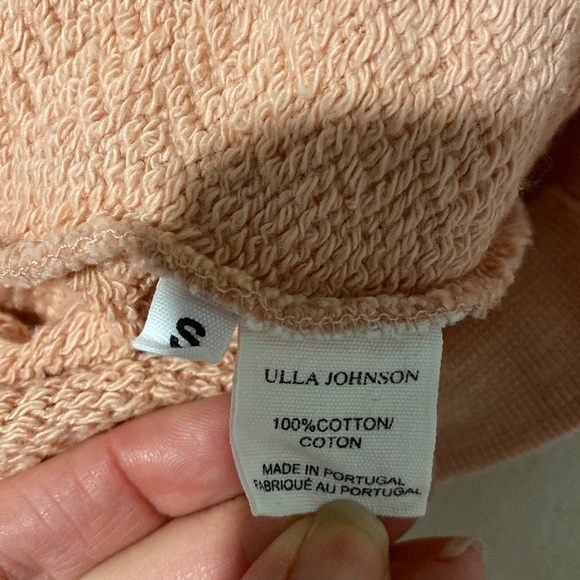 S
ULLA JOHNSON
100%COTTON/
COTON
MADE IN PORTUGAL
FABRIQUÉ AU PORTUGAL